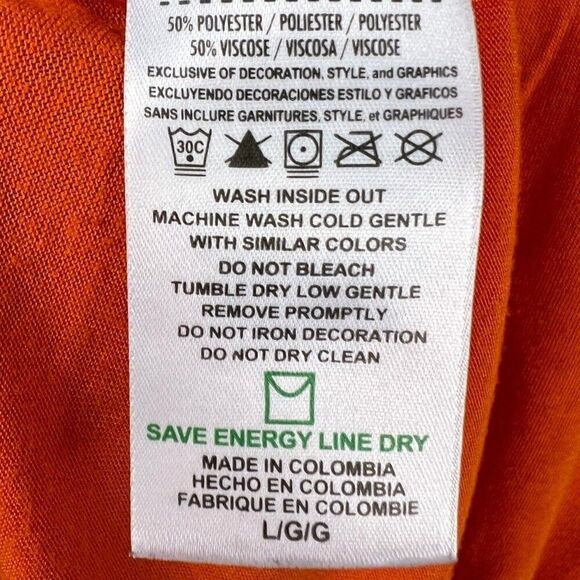 50% POLYESTER / POLIESTER / POLYESTER
50% VISCOSE / VISCOSA / VISCOSE
EXCLUSIVE OF DECORATION, STYLE, and GRAPHICS
EXCLUYENDO DECORACIONES ESTILO Y GRAFICOS
SANS INCLURE GARNITURES, STYLE, et GRAPHIQUES
30C
WASH INSIDE OUT
MACHINE WASH COLD GENTLE
WITH SIMILAR COLORS
DO NOT BLEACH
TUMBLE DRY LOW GENTLE
REMOVE PROMPTLY
DO NOT IRON DECORATION
DO NOT DRY CLEAN
SAVE ENERGY LINE DRY
MADE IN COLOMBIA
HECHO EN COLOMBIA
FABRIQUE EN COLOMBIE
L/G/G